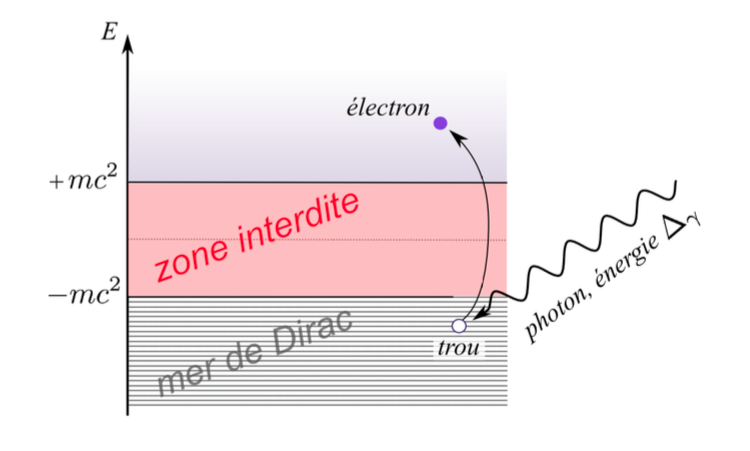 E
électron
+mc²
zone interdite
−mc²
photon, énergie Δγ
mer de Dirac
trou